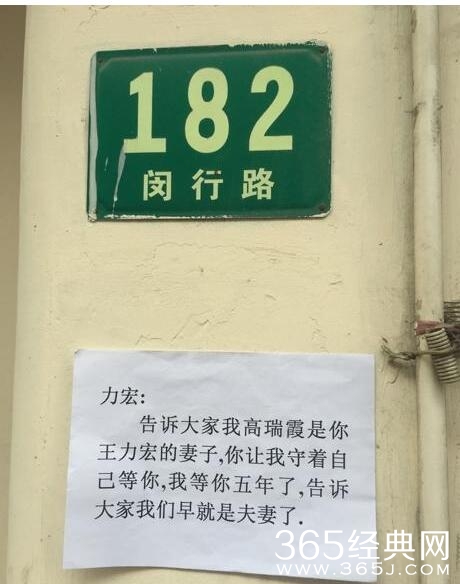 182
闵行路
力宏:
告诉大家我高瑞霞是你
王力宏的妻子,你让我守着自
己等你,我等你五年了,告诉
大家我们早就是夫妻了.
365经典网
www.365J.com